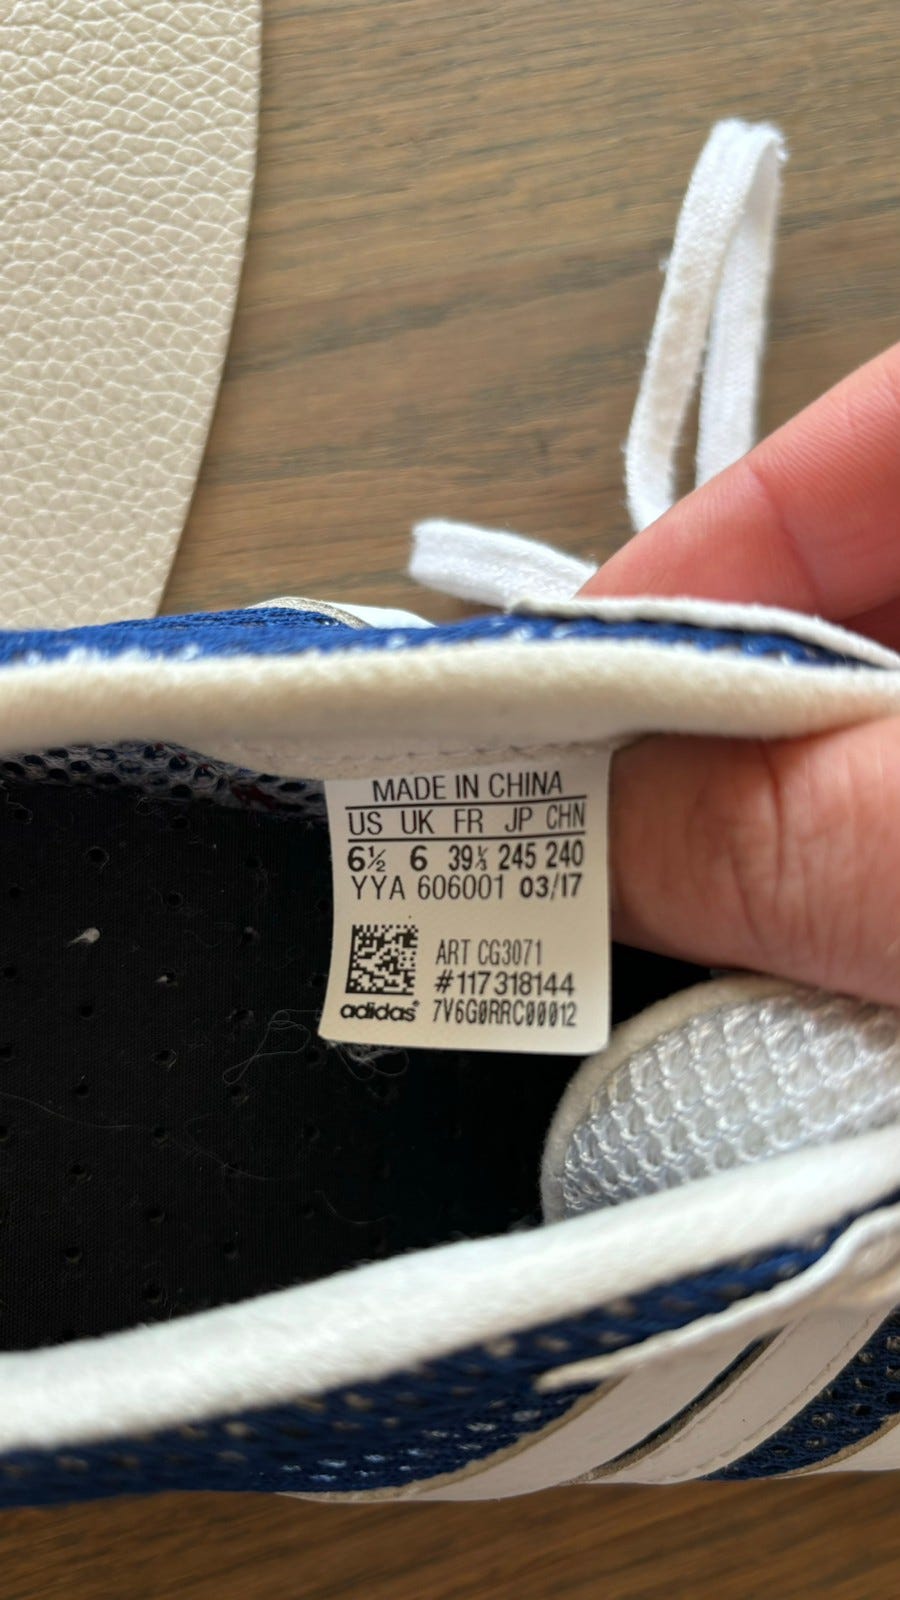 MADE IN CHINA
US UK FR JP CHN
6½ 6 39⅓ 245 240
YYA 606001 03/17
ART CG3071
#117318144
adidas® 7V6G0RRC00012